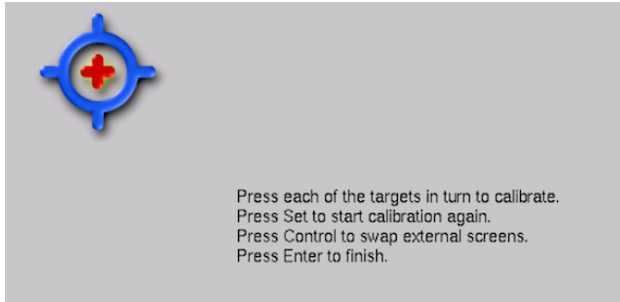 Press each of the targets in turn to calibrate.
Press Set to start calibration again.
Press Control to swap external screens.
Press Enter to finish.